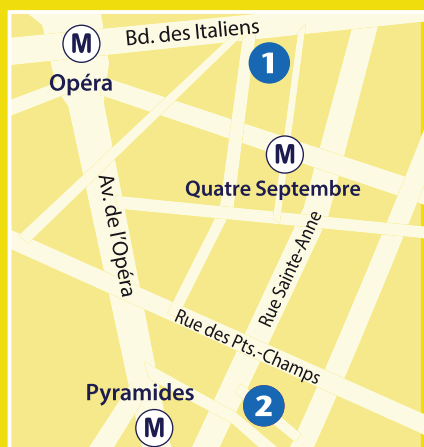 M
Bd. des Italiens
1
Opéra
M
Quatre Septembre
Av. de l'Opéra
Rue Sainte-Anne
Rue des Pts.-Champs
Pyramides
2
M